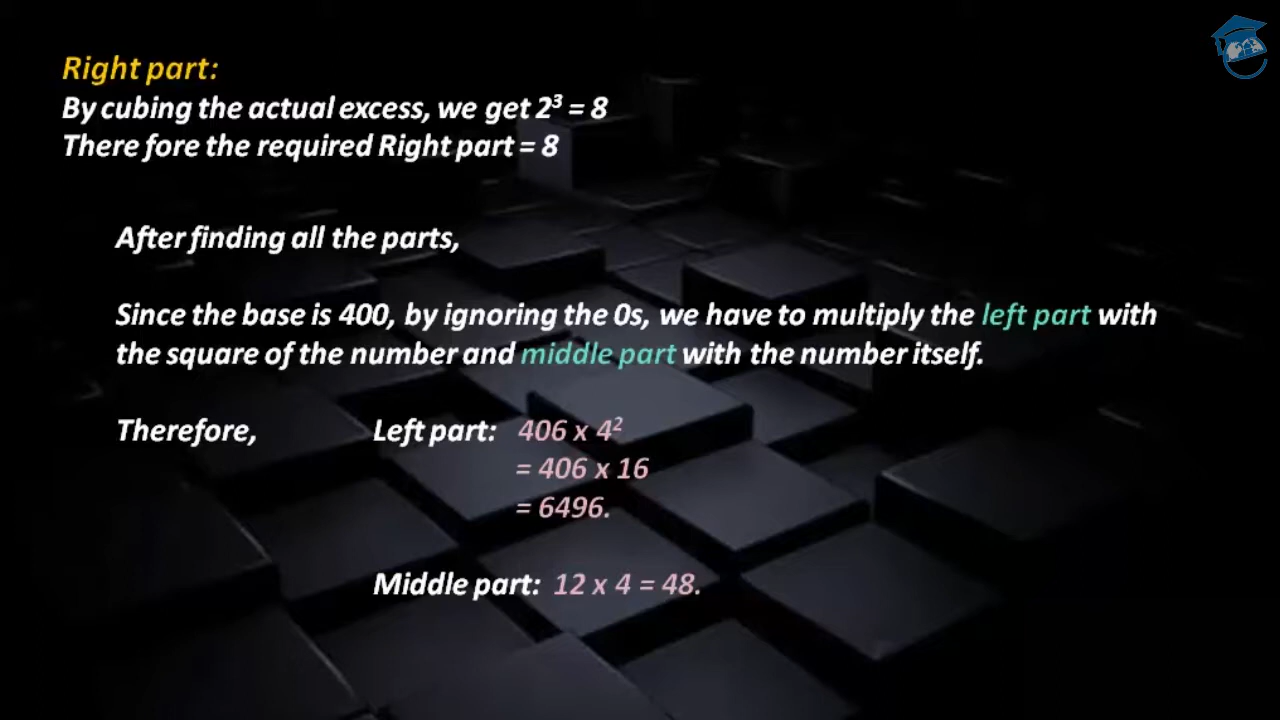 Right part:
By cubing the actual excess, we get 2³ = 8
There fore the required Right part = 8
After finding all the parts,
Since the base is 400, by ignoring the 0s, we have to multiply the left part with
the square of the number and middle part with the number itself.
Therefore, Left part: 406 x 4²
= 406 x 16
= 6496.
Middle part: 12 x 4 = 48.